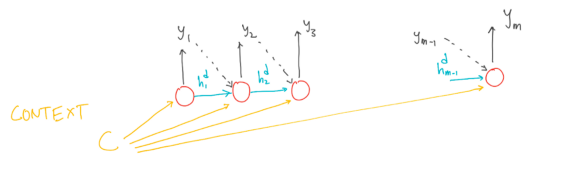 y₁ y₂ y₃ yₘ
yₘ₋₁
h₁ᵈ h₂ᵈ hₘ₋₁ᵈ
CONTEXT
C